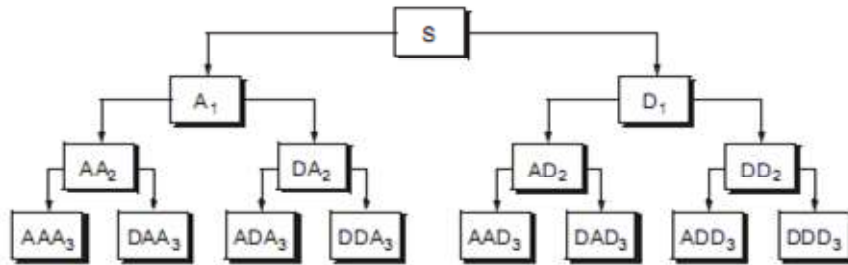 S
A₁ D₁
AA₂ DA₂ AD₂ DD₂
AAA₃ DAA₃ ADA₃ DDA₃ AAD₃ DAD₃ ADD₃ DDD₃